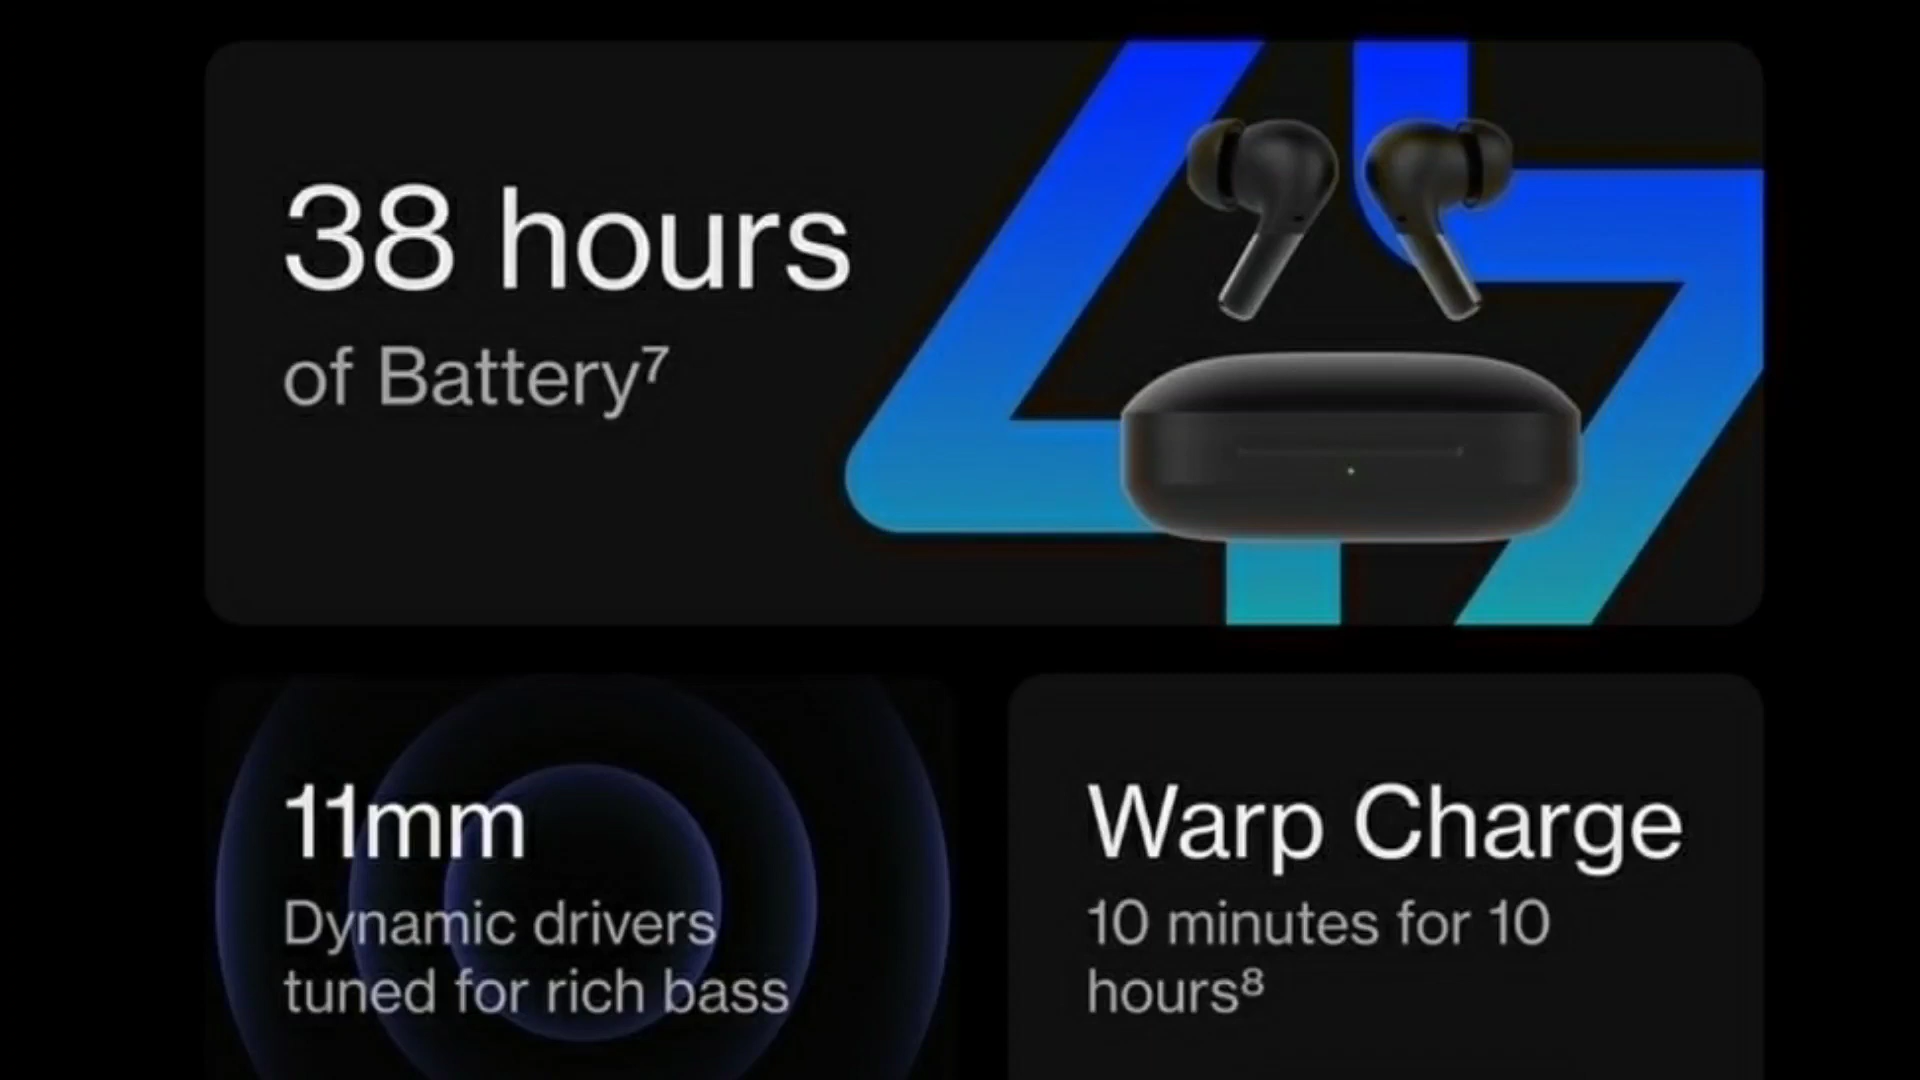 38 hours
of Battery⁷
11mm
Dynamic drivers
tuned for rich bass
Warp Charge
10 minutes for 10
hours⁸